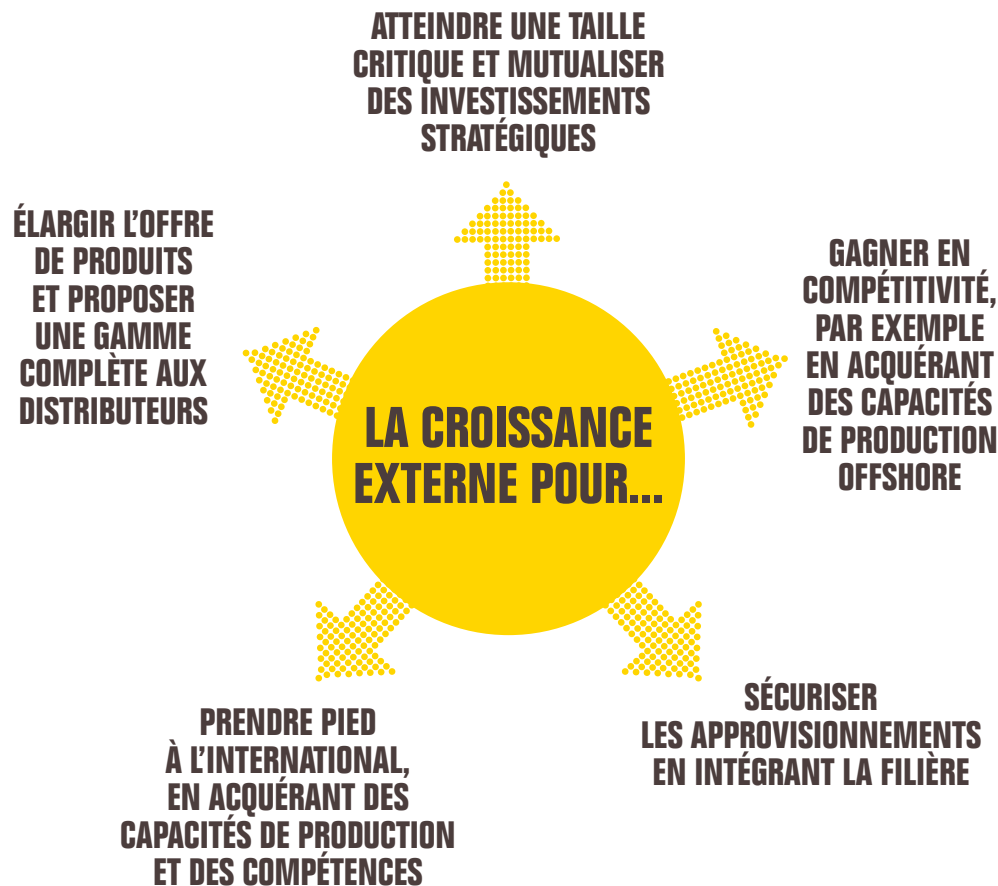 ATTEINDRE UNE TAILLE
CRITIQUE ET MUTUALISER
DES INVESTISSEMENTS
STRATÉGIQUES
ÉLARGIR L'OFFRE
DE PRODUITS
ET PROPOSER
UNE GAMME
COMPLÈTE AUX
DISTRIBUTEURS
GAGNER EN
COMPÉTITIVITÉ,
PAR EXEMPLE
EN ACQUÉRANT
DES CAPACITÉS
DE PRODUCTION
OFFSHORE
LA CROISSANCE
EXTERNE POUR...
PRENDRE PIED
À L'INTERNATIONAL,
EN ACQUÉRANT DES
CAPACITÉS DE PRODUCTION
ET DES COMPÉTENCES
SÉCURISER
LES APPROVISIONNEMENTS
EN INTÉGRANT LA FILIÈRE